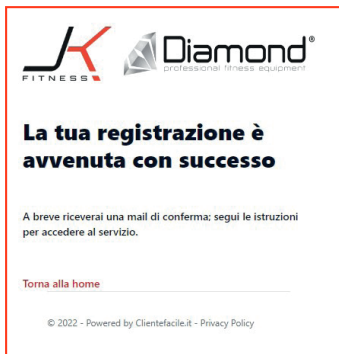 JK
FITNESS
Diamond®
professional fitness equipment
La tua registrazione è
avvenuta con successo
A breve riceverai una mail di conferma; segui le istruzioni
per accedere al servizio.
Torna alla home
© 2022 - Powered by Clientefacile.it - Privacy Policy